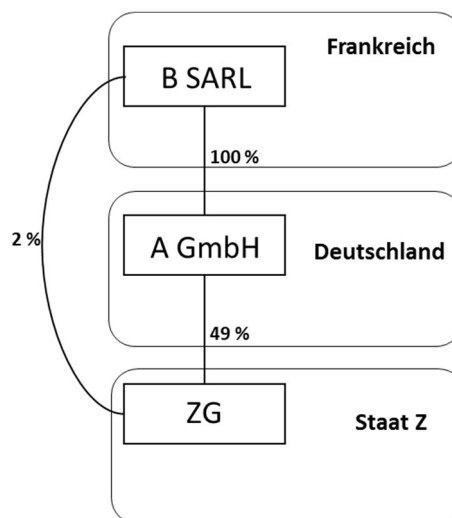 Frankreich
B SARL
100 %
2 %
A GmbH
Deutschland
49 %
ZG
Staat Z